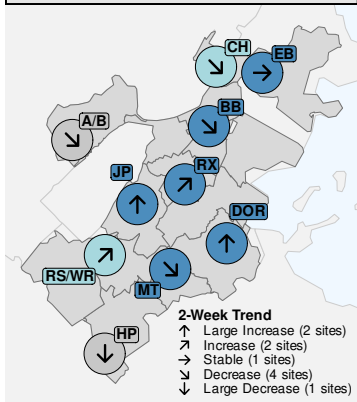 CH
EB
BB
A/B
JP
RX
DOR
RS/WR
MT
HP
2-Week Trend
↑ Large Increase (2 sites)
↗ Increase (2 sites)
→ Stable (1 sites)
↘ Decrease (4 sites)
↓ Large Decrease (1 sites)